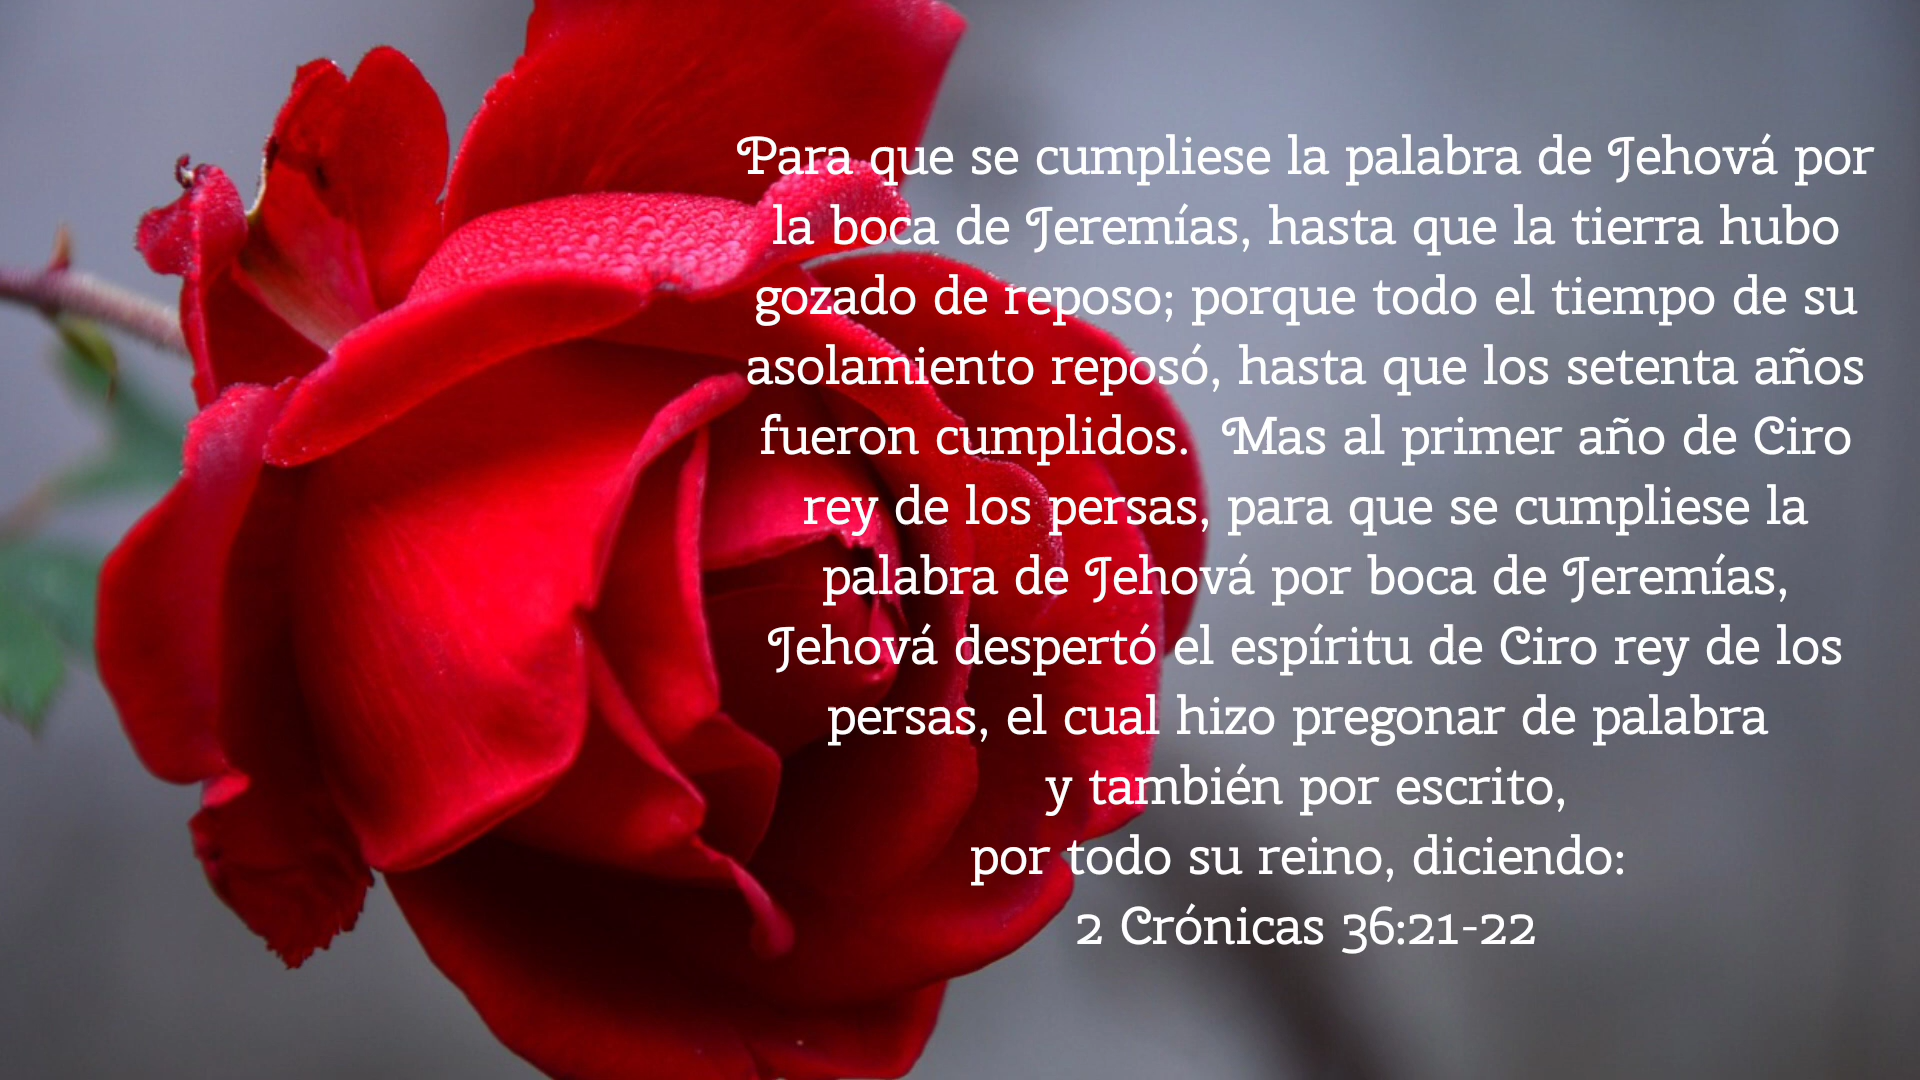 Para que se cumpliese la palabra de Jehová por
la boca de Jeremías, hasta que la tierra hubo
gozado de reposo; porque todo el tiempo de su
asolamiento reposó, hasta que los setenta años
fueron cumplidos.  Mas al primer año de Ciro
rey de los persas, para que se cumpliese la
palabra de Jehová por boca de Jeremías,
Jehová despertó el espíritu de Ciro rey de los
persas, el cual hizo pregonar de palabra
y también por escrito,
por todo su reino, diciendo:
2 Crónicas 36:21-22